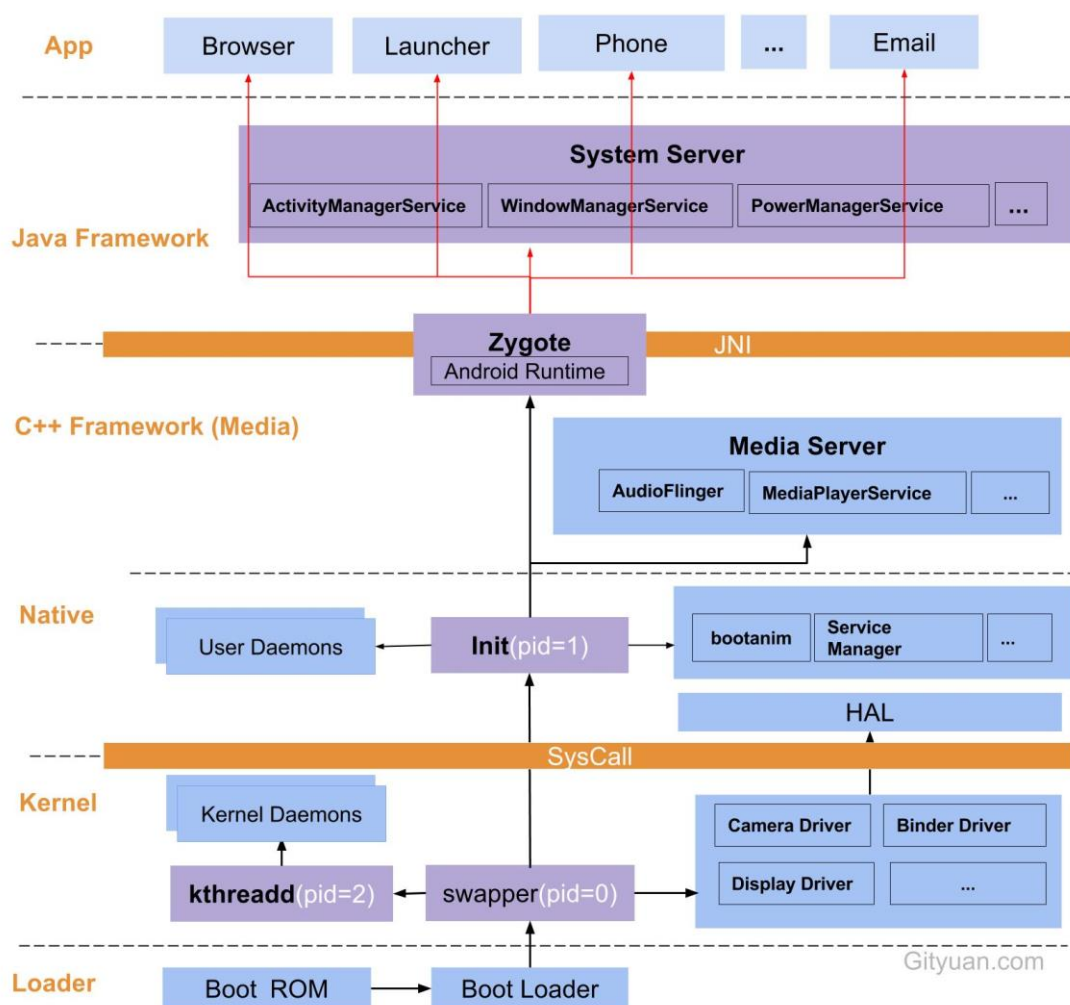 App
Browser
Launcher
Phone
...
Email
System Server
ActivityManagerService
WindowManagerService
PowerManagerService
...
Java Framework
Zygote
Android Runtime
JNI
C++ Framework (Media)
Media Server
AudioFlinger
MediaPlayerService
...
Native
User Daemons
Init(pid=1)
bootanim
Service
Manager
...
HAL
SysCall
Kernel
Kernel Daemons
Camera Driver
Binder Driver
kthreadd(pid=2)
swapper(pid=0)
Display Driver
...
Gityuan.com
Loader
Boot ROM
Boot Loader